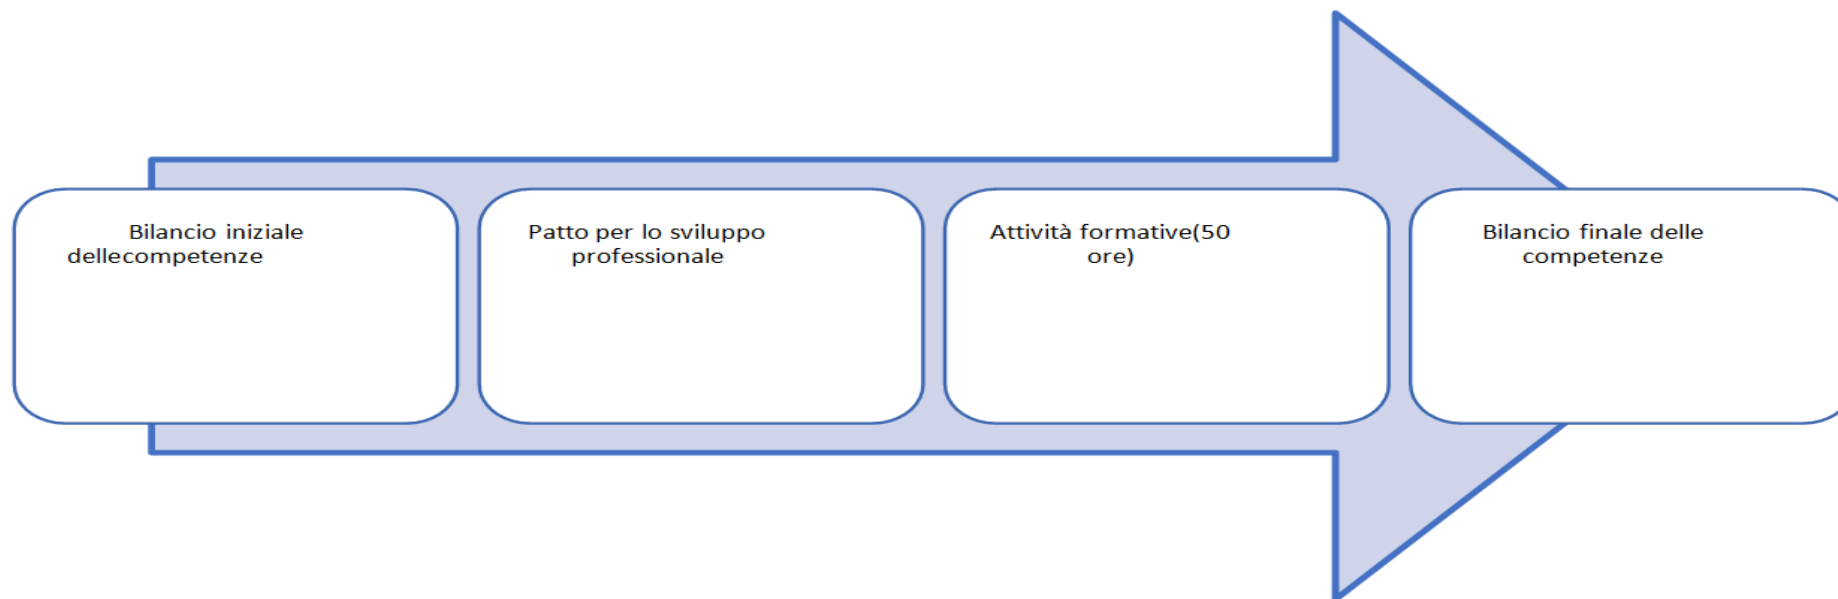 Bilancio iniziale
dellecompetenze
Patto per lo sviluppo
professionale
Attività formative(50
ore)
Bilancio finale delle
competenze